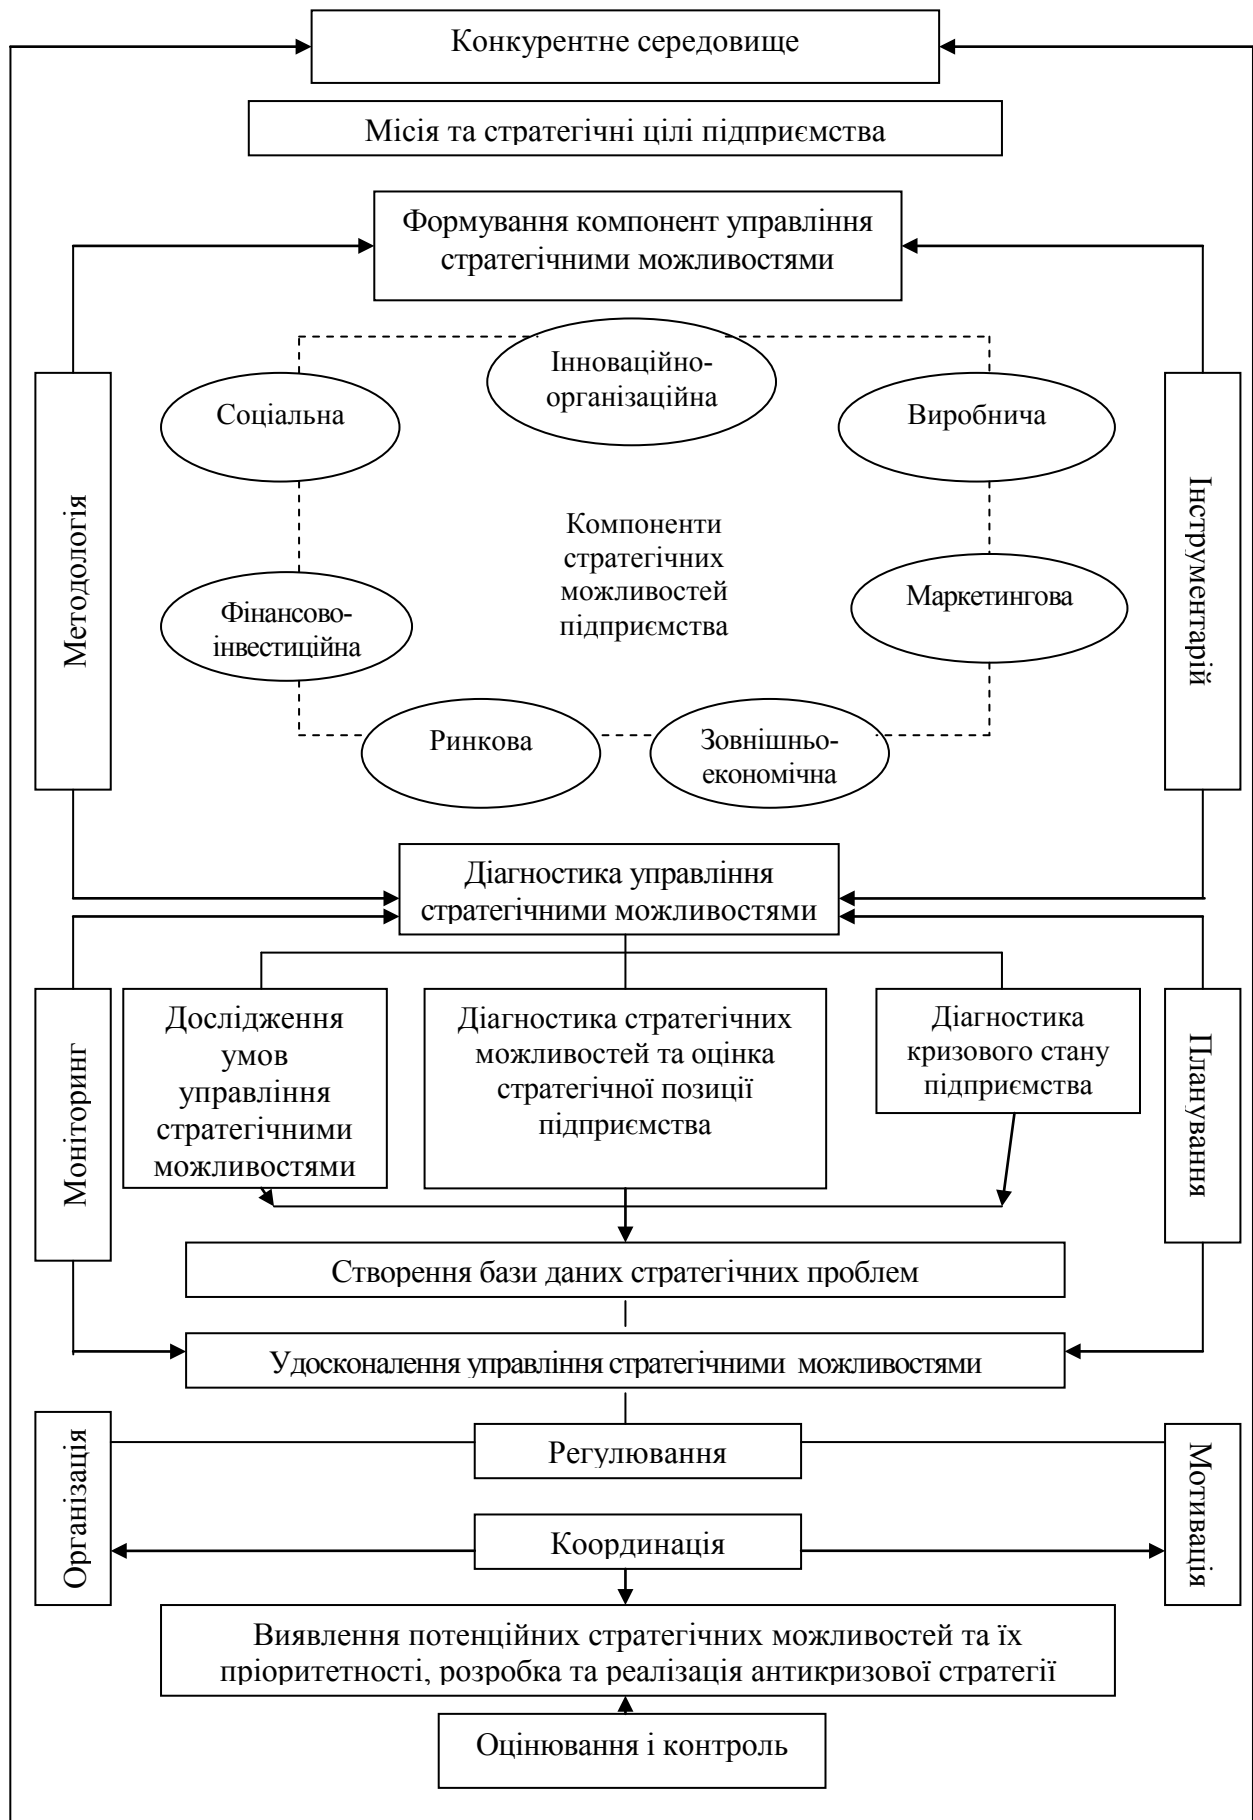 Конкурентне середовище
Місія та стратегічні цілі підприємства
Формування компонент управління
стратегічними можливостями
Інноваційно-
організаційна
Соціальна
Виробнича
Методологія
Інструментарій
Компоненти
стратегічних
можливостей
підприємства
Фінансово-
інвестиційна
Маркетингова
Ринкова
Зовнішньо-
економічна
Діагностика управління
стратегічними можливостями
Моніторинг
Дослідження
умов
управління
стратегічними
можливостями
Діагностика стратегічних
можливостей та оцінка
стратегічної позиції
підприємства
Діагностика
кризового стану
підприємства
Планування
Створення бази даних стратегічних проблем
Удосконалення управління стратегічними можливостями
Організація
Регулювання
Мотивація
Координація
Виявлення потенційних стратегічних можливостей та їх
пріоритетності, розробка та реалізація антикризової стратегії
Оцінювання і контроль